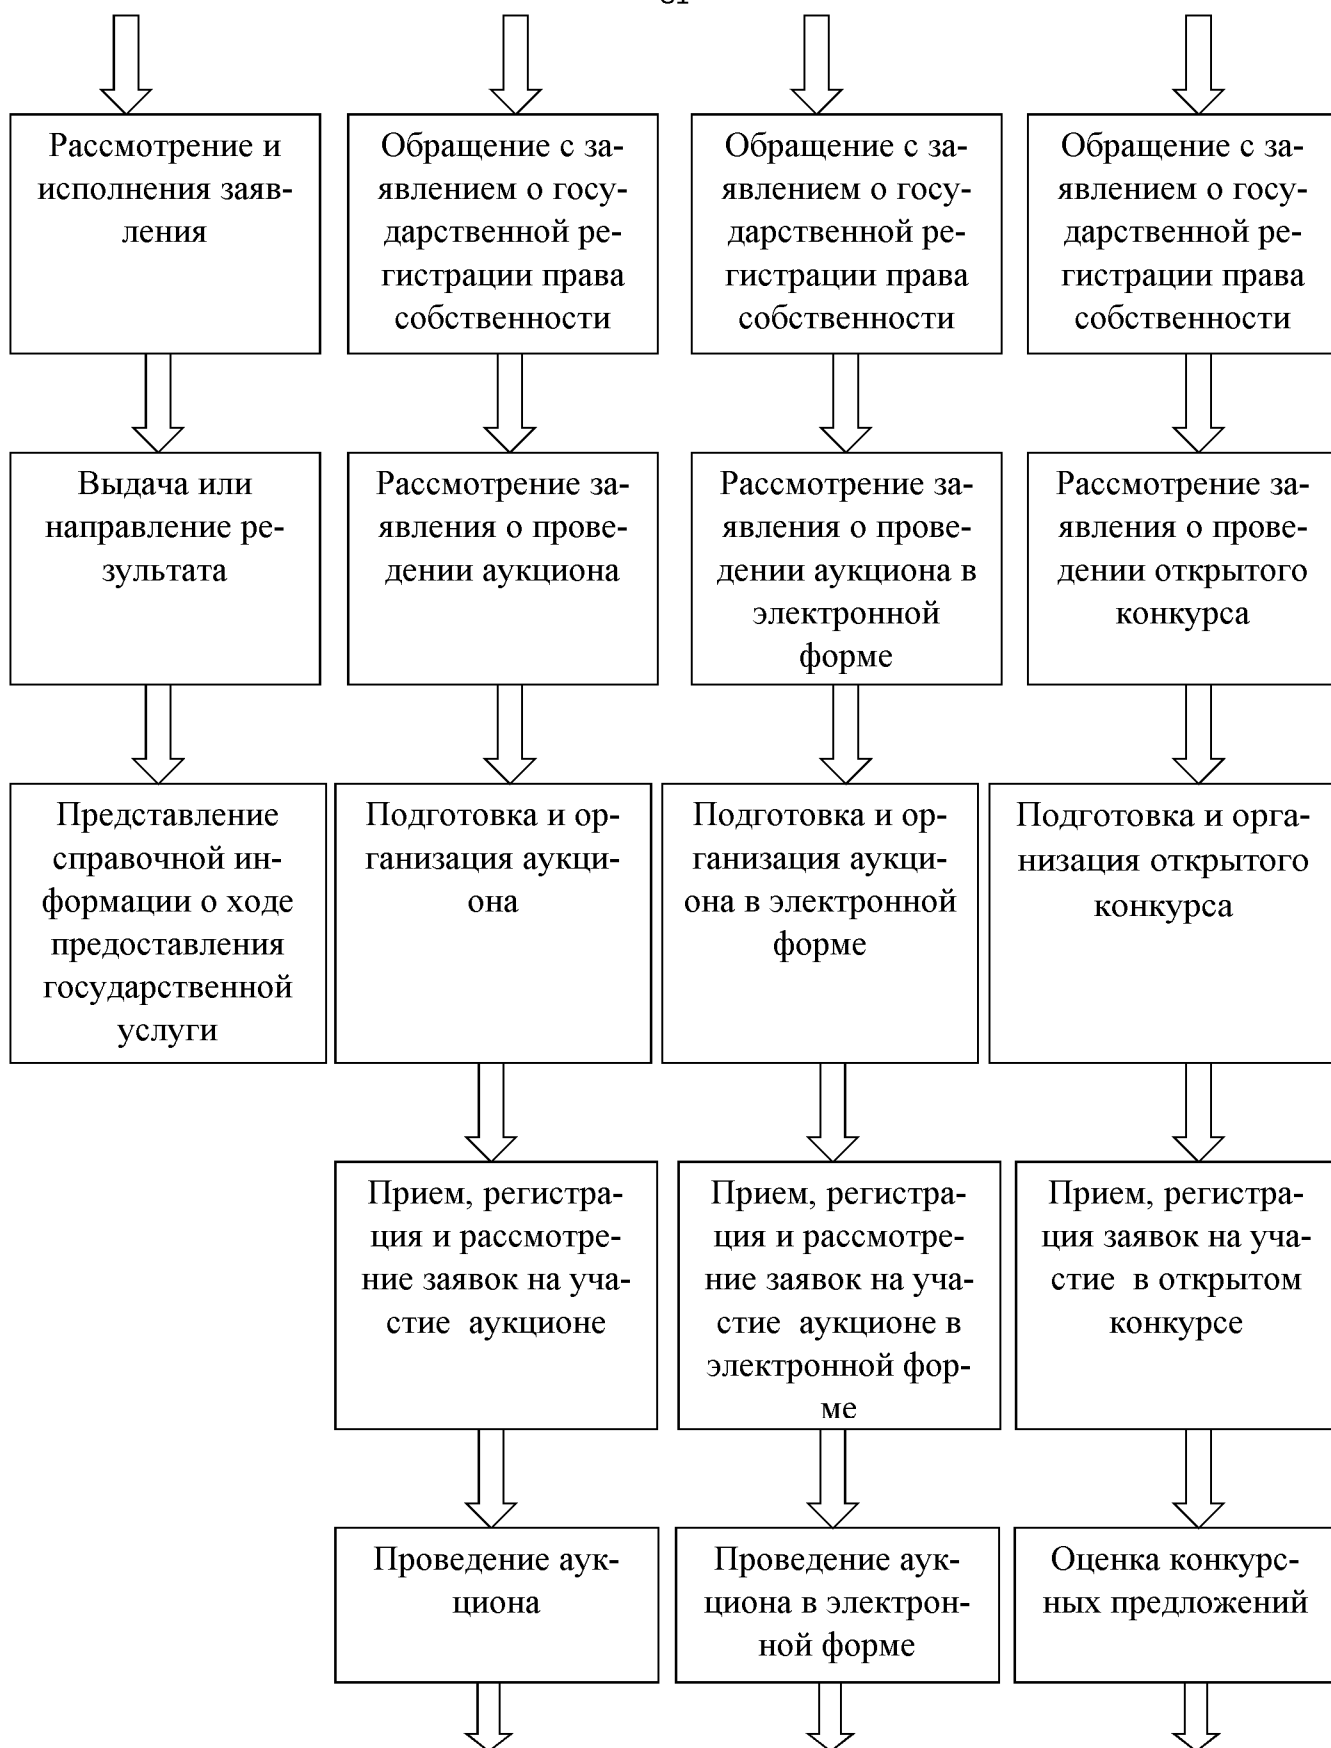 Рассмотрение и
исполнения заяв-
ления
Обращение с за-
явлением о госу-
дарственной ре-
гистрации права
собственности
Обращение с за-
явлением о госу-
дарственной ре-
гистрации права
собственности
Обращение с за-
явлением о госу-
дарственной ре-
гистрации права
собственности
Выдача или
направление ре-
зультата
Рассмотрение за-
явления о прове-
дении аукциона
Рассмотрение за-
явления о прове-
дении аукциона в
электронной
форме
Рассмотрение за-
явления о прове-
дении открытого
конкурса
Представление
справочной ин-
формации о ходе
предоставления
государственной
услуги
Подготовка и ор-
ганизация аукци-
она
Подготовка и ор-
ганизация аукци-
она в электронной
форме
Подготовка и орга-
низация открытого
конкурса
Прием, регистра-
ция и рассмотре-
ние заявок на уча-
стие  аукционе
Прием, регистра-
ция и рассмотре-
ние заявок на уча-
стие  аукционе в
электронной фор-
ме
Прием, регистра-
ция заявок на уча-
стие  в открытом
конкурсе
Проведение аук-
циона
Проведение аук-
циона в электрон-
ной форме
Оценка конкурс-
ных предложений